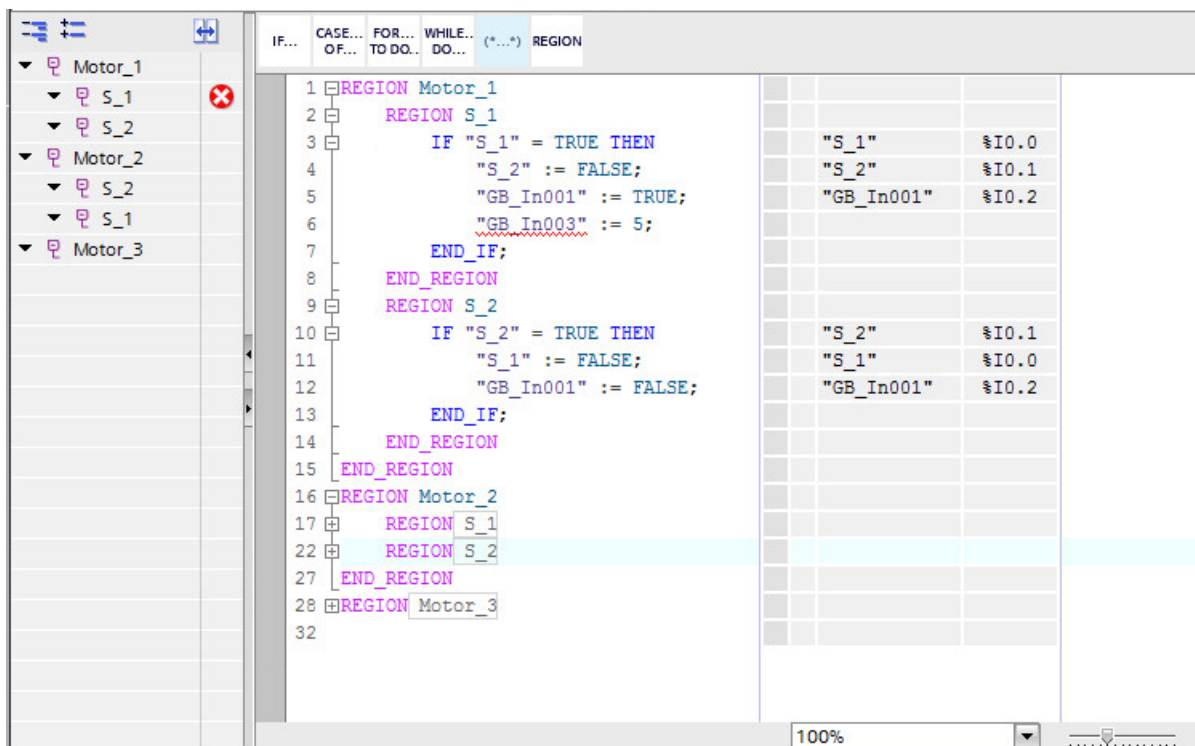 IF... CASE... OF... FOR... TO DO... WHILE... DO... (*...*) REGION
Motor_1
S_1
S_2
Motor_2
S_2
S_1
Motor_3
1 REGION Motor_1
2 REGION S_1
3 IF "S_1" = TRUE THEN "S_1" %I0.0
4 "S_2" := FALSE; "S_2" %I0.1
5 "GB_In001" := TRUE; "GB_In001" %I0.2
6 "GB_In003" := 5;
7 END_IF;
8 END_REGION
9 REGION S_2
10 IF "S_2" = TRUE THEN "S_2" %I0.1
11 "S_1" := FALSE; "S_1" %I0.0
12 "GB_In001" := FALSE; "GB_In001" %I0.2
13 END_IF;
14 END_REGION
15 END_REGION
16 REGION Motor_2
17 REGION S_1
22 REGION S_2
27 END_REGION
28 REGION Motor_3
32
100%